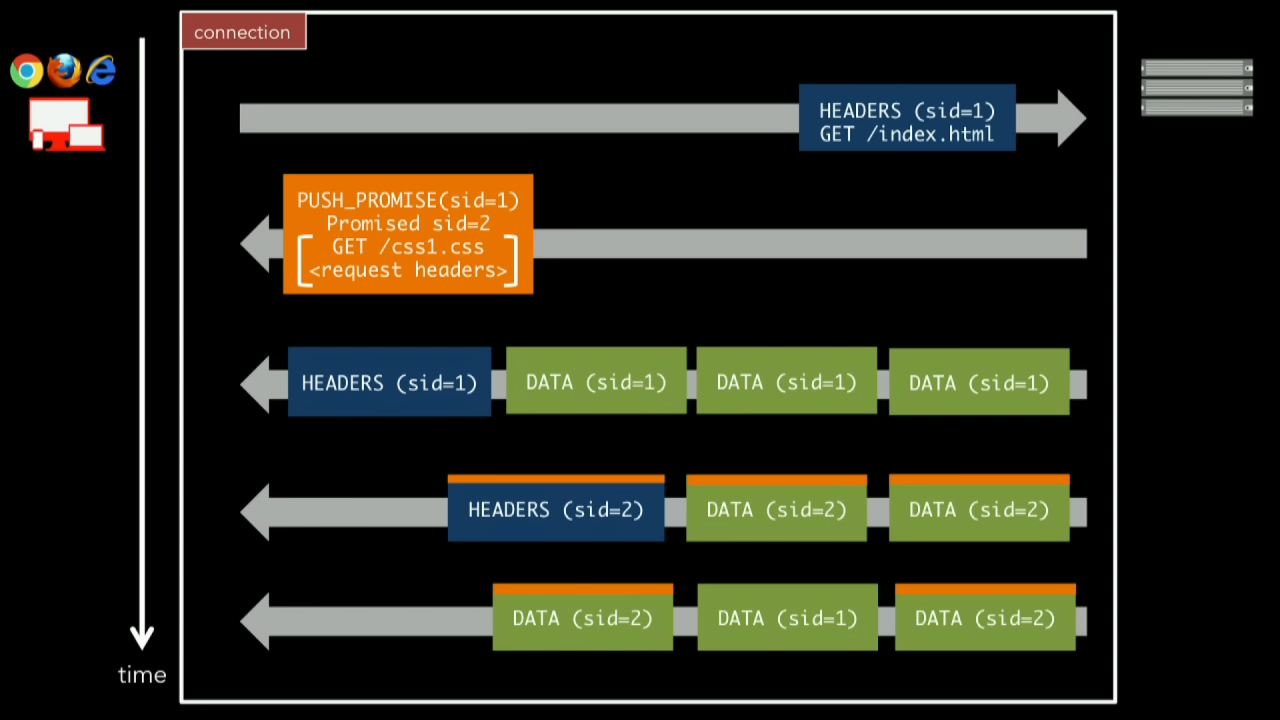 connection
HEADERS (sid=1)
GET /index.html
PUSH_PROMISE(sid=1)
Promised sid=2
GET /css1.css
<request headers>
HEADERS (sid=1)
DATA (sid=1)
DATA (sid=1)
DATA (sid=1)
HEADERS (sid=2)
DATA (sid=2)
DATA (sid=2)
DATA (sid=2)
DATA (sid=1)
DATA (sid=2)
time